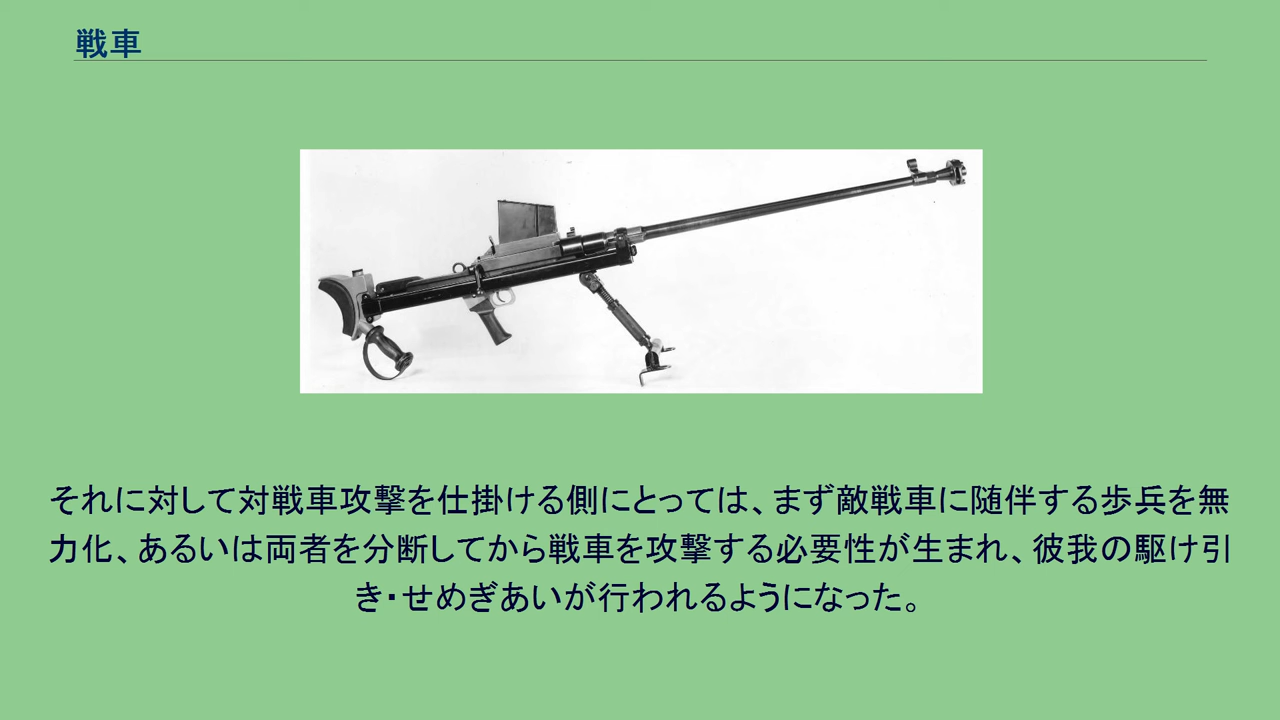 戦車
それに対して対戦車攻撃を仕掛ける側にとっては、まず敵戦車に随伴する歩兵を無
力化、あるいは両者を分断してから戦車を攻撃する必要性が生まれ、彼我の駆け引
き・せめぎあいが行われるようになった。